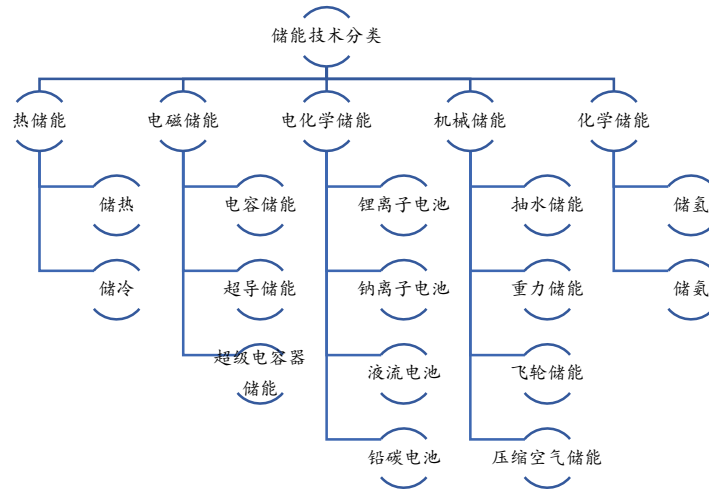 储能技术分类
热储能
电磁储能
电化学储能
机械储能
化学储能
储热
电容储能
锂离子电池
抽水储能
储氢
储冷
超导储能
钠离子电池
重力储能
储氨
超级电容器
储能
液流电池
飞轮储能
铅碳电池
压缩空气储能